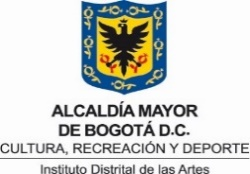 ALCALDÍA MAYOR
DE BOGOTÁ D.C.
CULTURA, RECREACIÓN Y DEPORTE
Instituto Distrital de las Artes